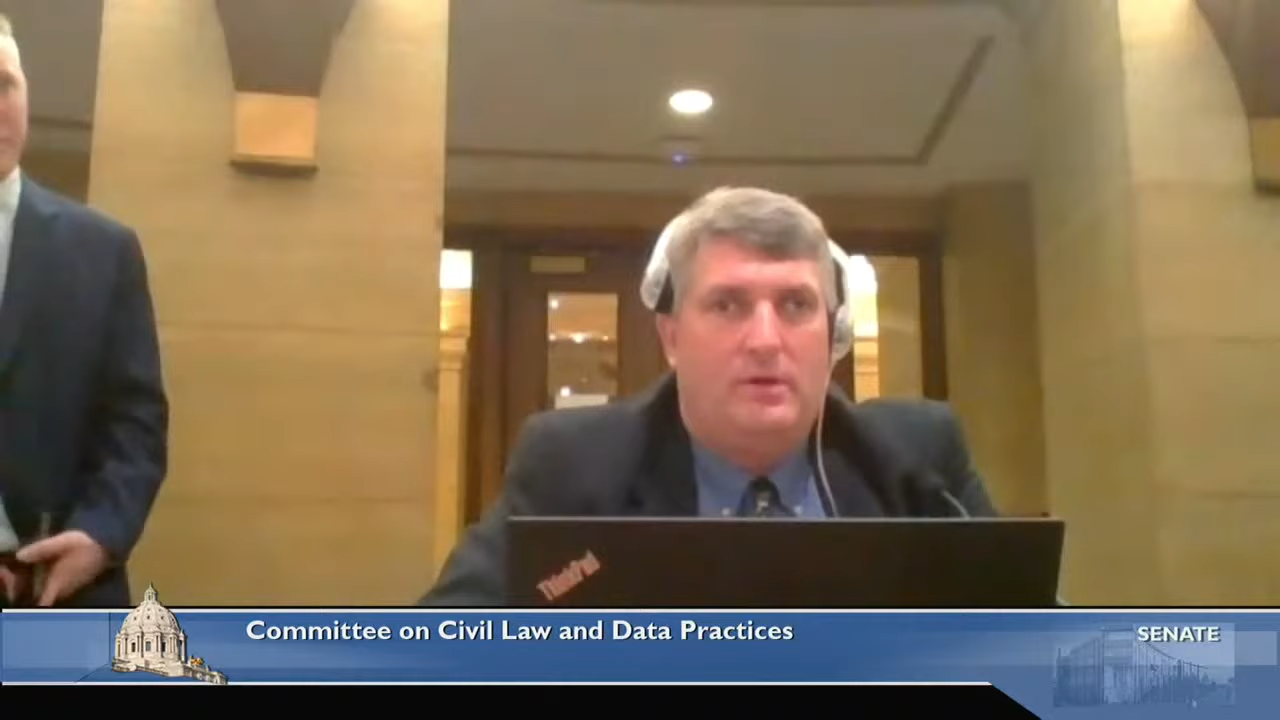 ThinkPad
Committee on Civil Law and Data Practices
SENATE